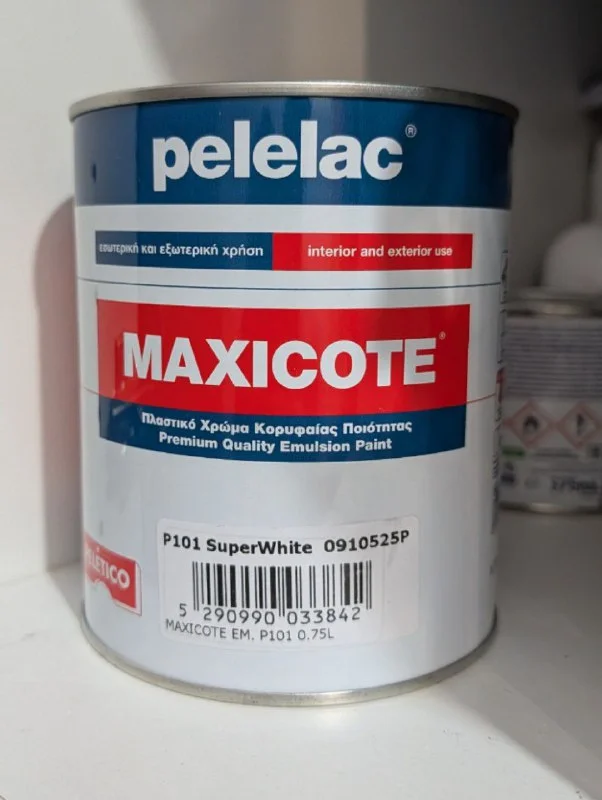 pelelac®
εσωτερική και εξωτερική χρήση interior and exterior use
MAXICOTE®
Πλαστικό Χρώμα Κορυφαίας Ποιότητας
Premium Quality Emulsion Paint
PELETICO
P101 SuperWhite 0910525P
5 290990 033842
MAXICOTE EM. P101 0.75L